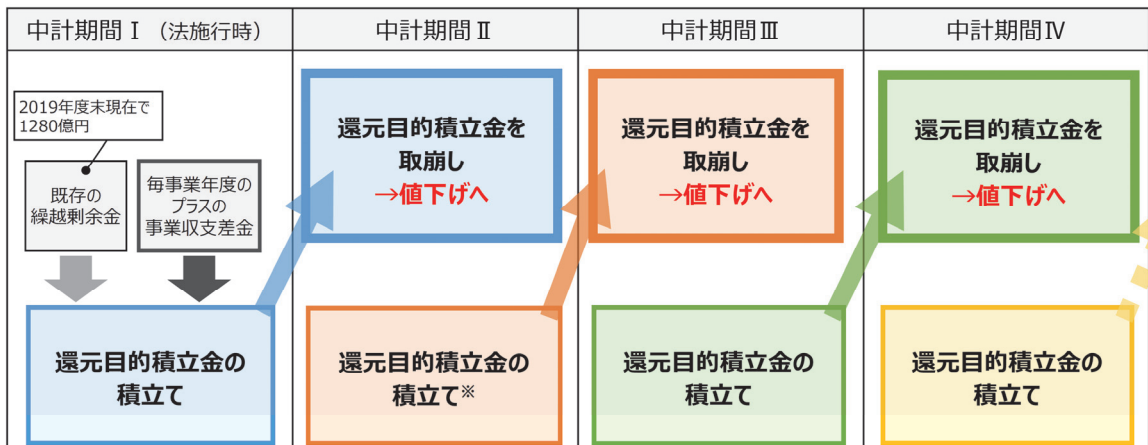 中計期間Ⅰ（法施行時）
中計期間Ⅱ
中計期間Ⅲ
中計期間Ⅳ
2019年度末現在で
1280億円
既存の
繰越剰余金
毎事業年度の
プラスの
事業収支差金
還元目的積立金を
取崩し
→値下げへ
還元目的積立金を
取崩し
→値下げへ
還元目的積立金を
取崩し
→値下げへ
還元目的積立金の
積立て
還元目的積立金の
積立て※
還元目的積立金の
積立て
還元目的積立金の
積立て